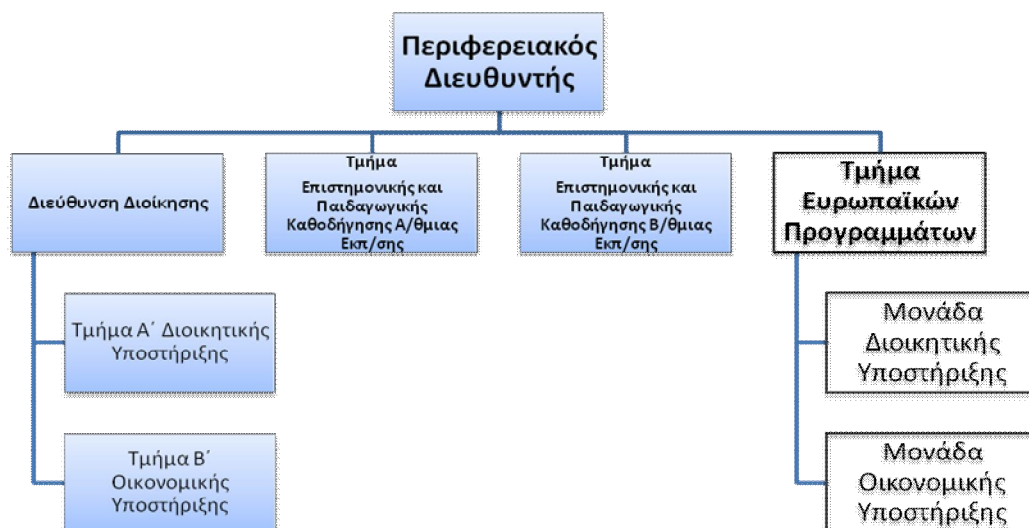 Περιφερειακός
Διευθυντής
Διεύθυνση Διοίκησης
Τμήμα
Επιστημονικής και
Παιδαγωγικής
Καθοδήγησης Α/θμιας
Εκπ/σης
Τμήμα
Επιστημονικής και
Παιδαγωγικής
Καθοδήγησης Β/θμιας
Εκπ/σης
Τμήμα
Ευρωπαϊκών
Προγραμμάτων
Τμήμα Α΄ Διοικητικής
Υποστήριξης
Τμήμα Β΄
Οικονομικής
Υποστήριξης
Μονάδα
Διοικητικής
Υποστήριξης
Μονάδα
Οικονομικής
Υποστήριξης